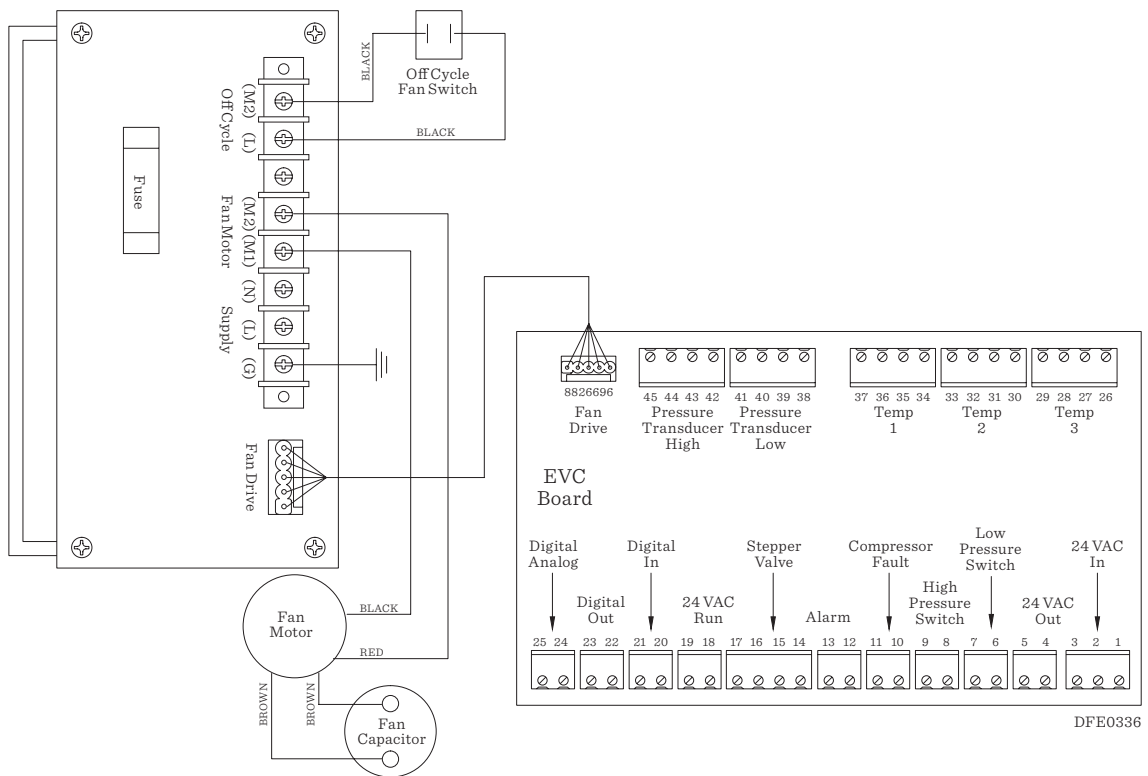 BLACK
Off Cycle
Fan Switch
BLACK
(M2)
(L)
Off Cycle
Fuse
(M2)
(M1)
Fan Motor
(N)
(L)
Supply
(G)
Fan Drive
8826696
Fan
Drive
45 44 43 42
Pressure
Transducer
High
41 40 39 38
Pressure
Transducer
Low
37 36 35 34
Temp
1
33 32 31 30
Temp
2
29 28 27 26
Temp
3
EVC
Board
Digital
Analog
Digital
Out
Digital
In
24 VAC
Run
Stepper
Valve
Alarm
Compressor
Fault
High
Pressure
Switch
Low
Pressure
Switch
24 VAC
Out
24 VAC
In
25 24 23 22 21 20 19 18 17 16 15 14 13 12 11 10 9 8 7 6 5 4 3 2 1
DFE0336
Fan
Motor
BLACK
RED
BROWN
BROWN
Fan
Capacitor